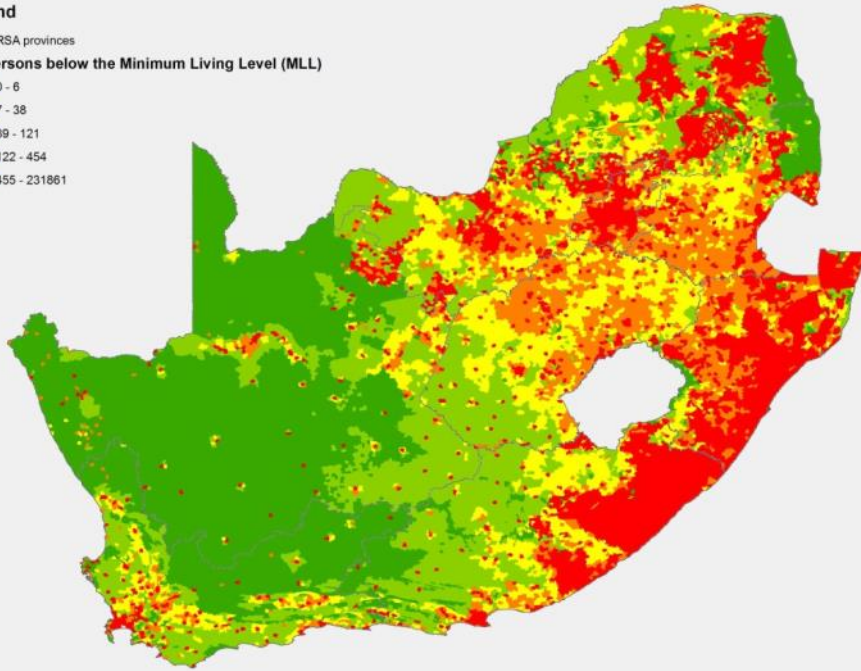 nd
RSA provinces
ersons below the Minimum Living Level (MLL)
0 - 6
7 - 38
39 - 121
122 - 454
455 - 231861